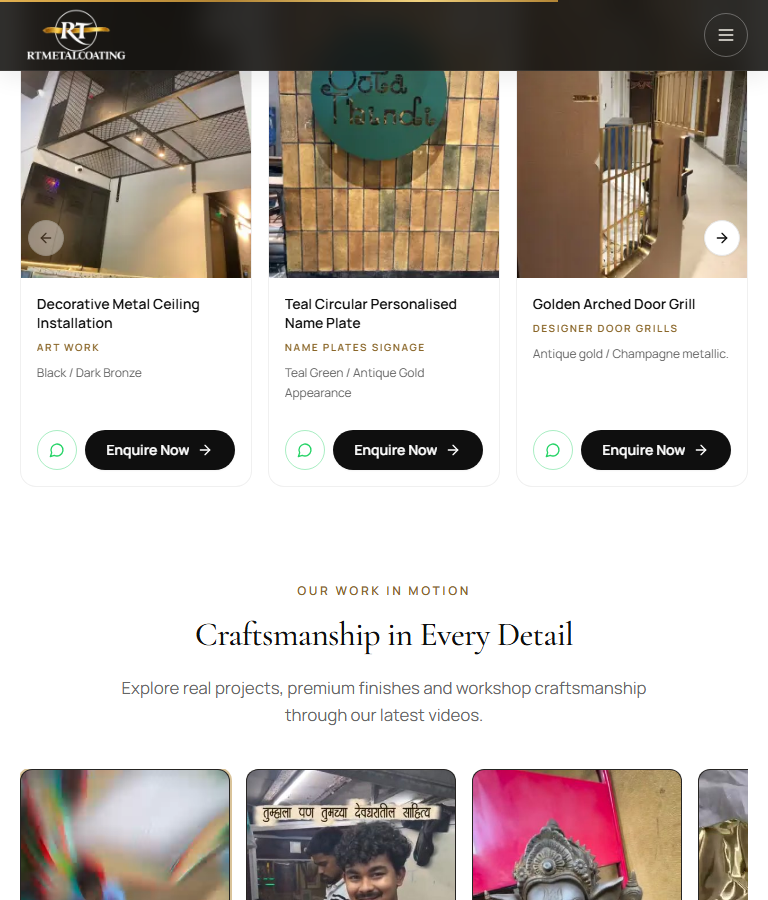 RT
RTMETALCOATING
Decorative Metal Ceiling
Installation
ART WORK
Black / Dark Bronze
Enquire Now
Teal Circular Personalised
Name Plate
NAME PLATES SIGNAGE
Teal Green / Antique Gold
Appearance
Enquire Now
Golden Arched Door Grill
DESIGNER DOOR GRILLS
Antique gold / Champagne metallic.
Enquire Now
OUR WORK IN MOTION
Craftsmanship in Every Detail
Explore real projects, premium finishes and workshop craftsmanship
through our latest videos.
तुम्हाला पण तुमच्या देवघरातील साहित्य